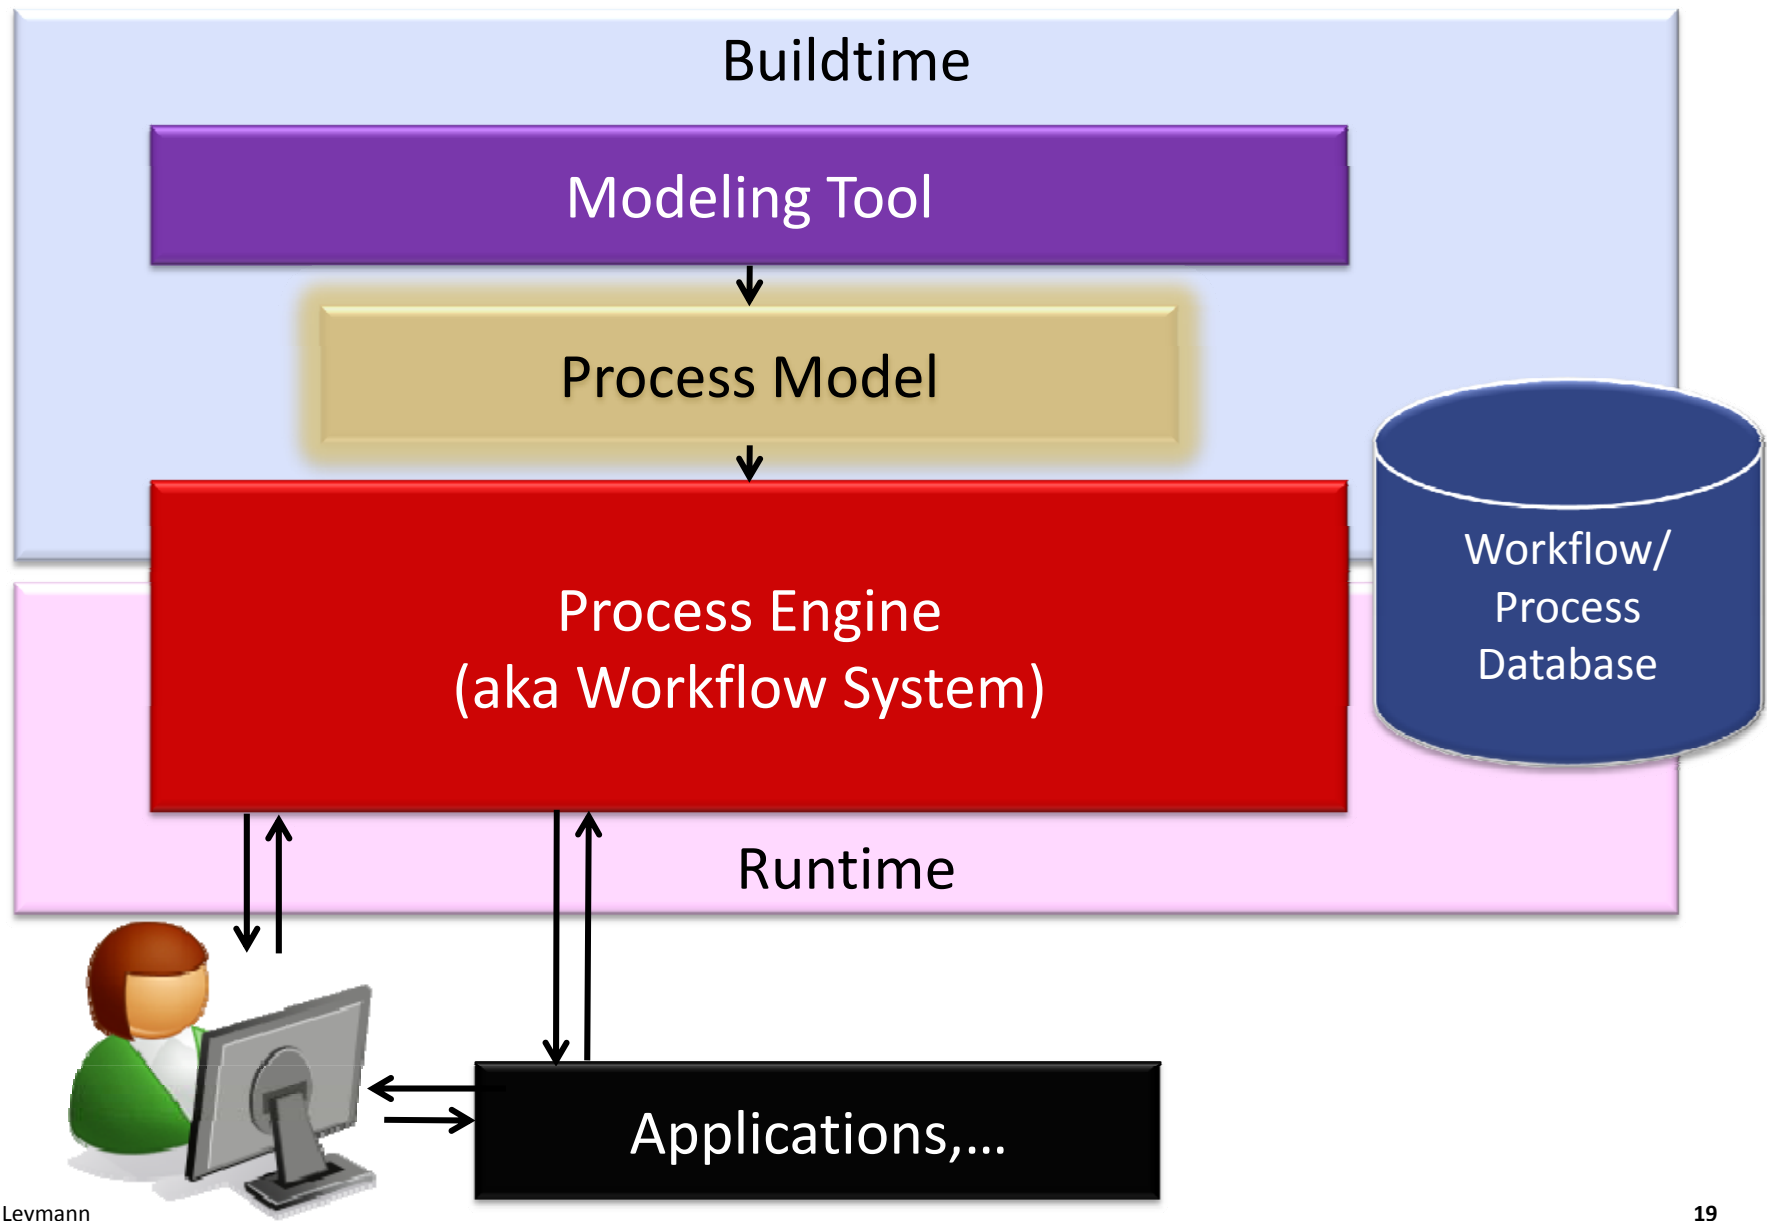 Buildtime
Modeling Tool
Process Model
Workflow/
Process
Database
Process Engine
(aka Workflow System)
Runtime
Applications,...
Leymann
19